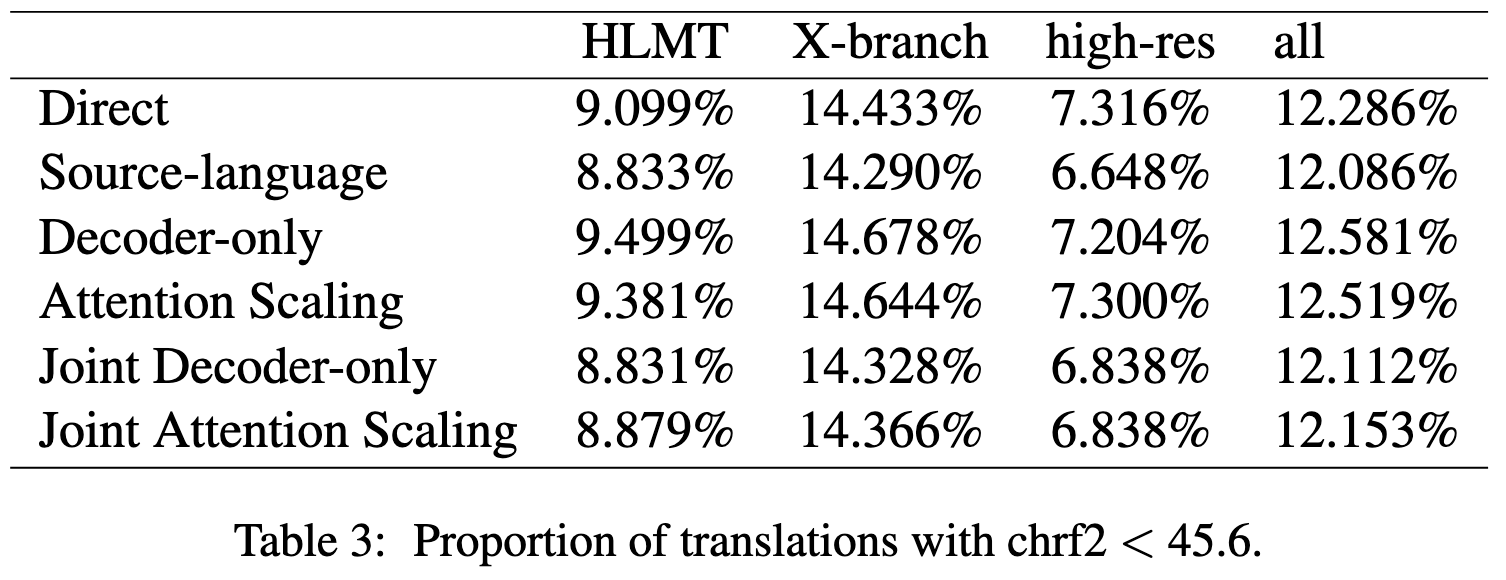 HLMT X-branch high-res all
Direct 9.099% 14.433% 7.316% 12.286%
Source-language 8.833% 14.290% 6.648% 12.086%
Decoder-only 9.499% 14.678% 7.204% 12.581%
Attention Scaling 9.381% 14.644% 7.300% 12.519%
Joint Decoder-only 8.831% 14.328% 6.838% 12.112%
Joint Attention Scaling 8.879% 14.366% 6.838% 12.153%
Table 3: Proportion of translations with chrf2 < 45.6.